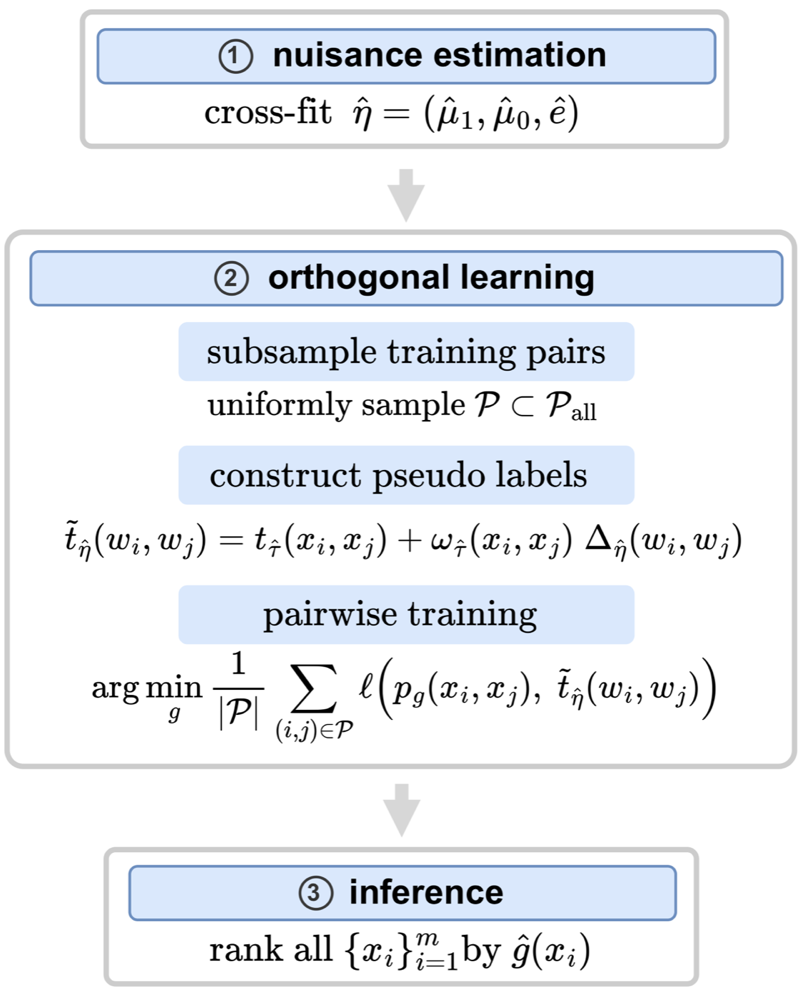 ① nuisance estimation
cross-fit η̂ = (μ̂₁, μ̂₀, ê)
② orthogonal learning
subsample training pairs
uniformly sample 𝒫 ⊂ 𝒫_all
construct pseudo labels
t̃_η̂(w_i, w_j) = t_τ̂(x_i, x_j) + ω_τ̂(x_i, x_j) Δ_η̂(w_i, w_j)
pairwise training
arg min_g 1/|𝒫| ∑_{(i,j)∈𝒫} ℓ(p_g(x_i, x_j), t̃_η̂(w_i, w_j))
③ inference
rank all {x_i}_{i=1}^m by ĝ(x_i)